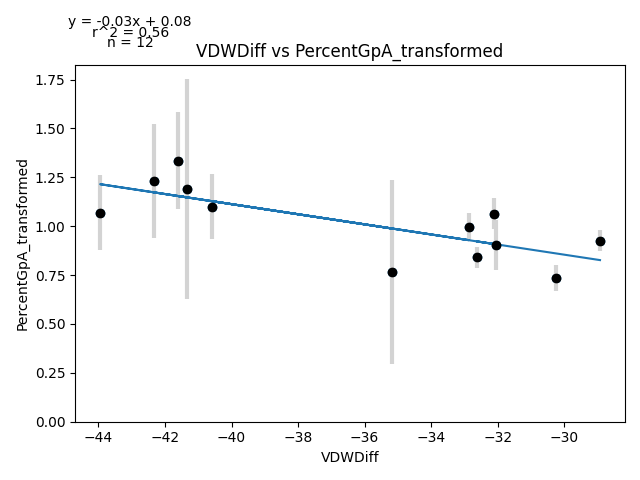 y = -0.03x + 0.08
r^2 = 0.56
n = 12
VDWDiff vs PercentGpA_transformed
PercentGpA_transformed
1.75
1.50
1.25
1.00
0.75
0.50
0.25
0.00
−44 −42 −40 −38 −36 −34 −32 −30
VDWDiff